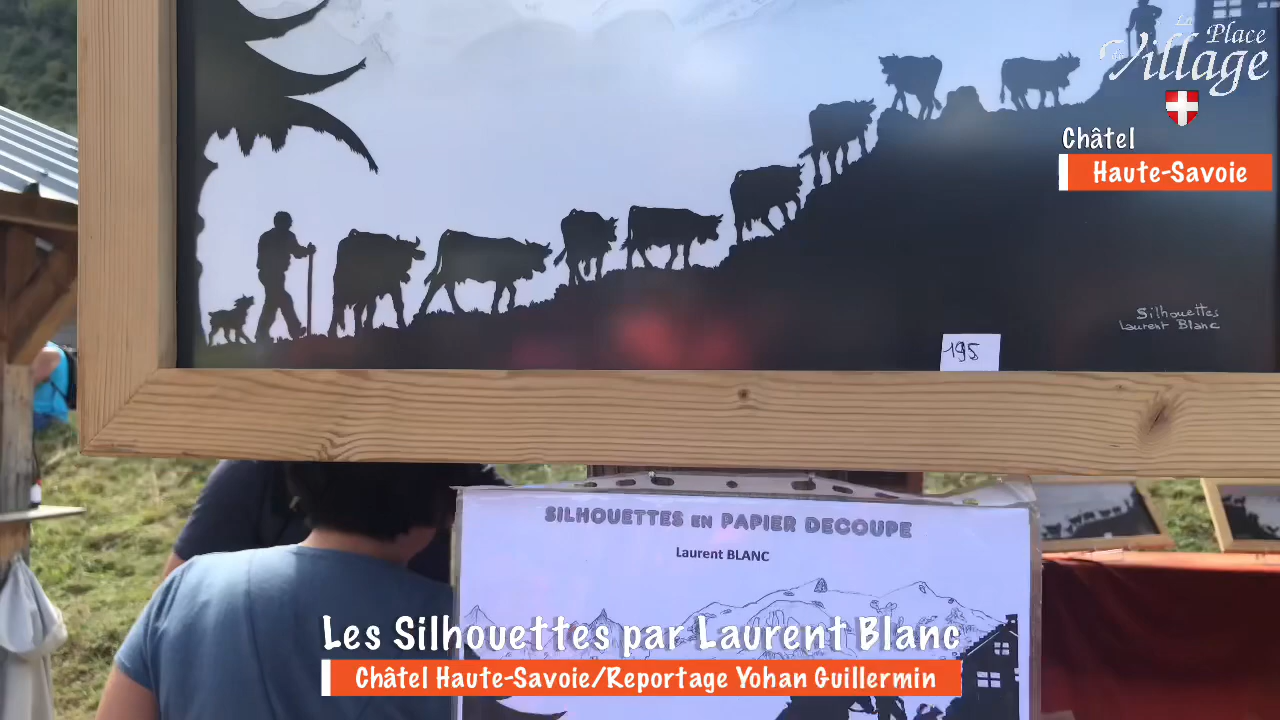 La Place
du Village
Châtel
Haute-Savoie
Silhouettes
Laurent Blanc
195
SILHOUETTES EN PAPIER DECOUPE
Laurent BLANC
Les Silhouettes par Laurent Blanc
Châtel Haute-Savoie/Reportage Yohan Guillermin